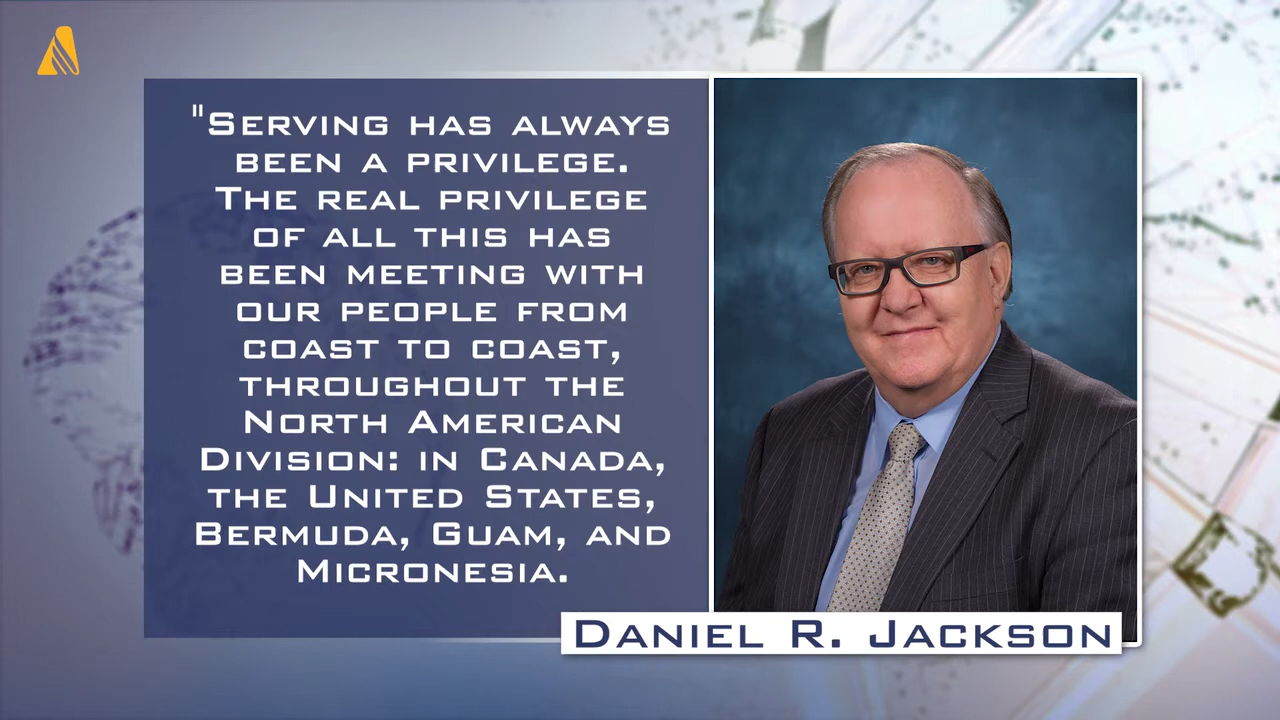 "Serving has always
been a privilege.
The real privilege
of all this has
been meeting with
our people from
coast to coast,
throughout the
North American
Division: in Canada,
the United States,
Bermuda, Guam, and
Micronesia.
Daniel R. Jackson